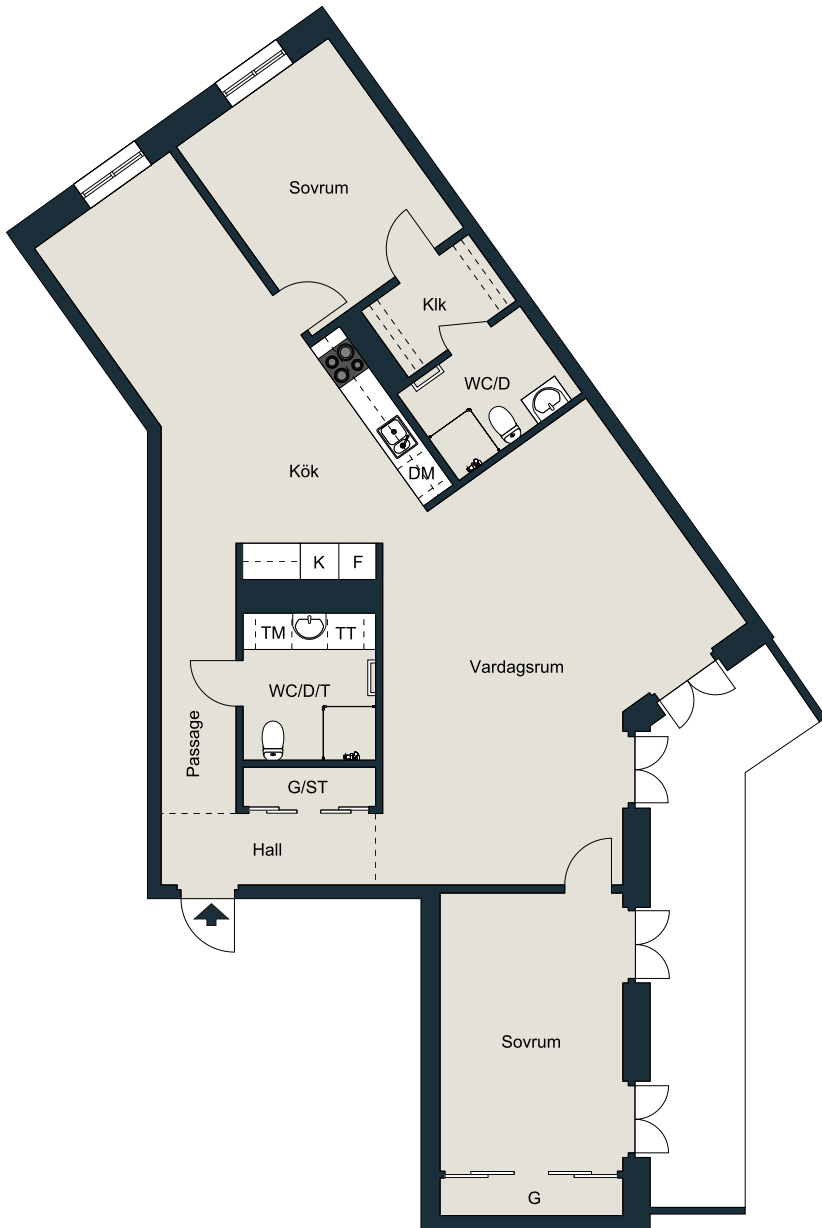 Sovrum
Klk
WC/D
Kök
DM
K
F
TM
TT
Vardagsrum
WC/D/T
Passage
G/ST
Hall
Sovrum
G